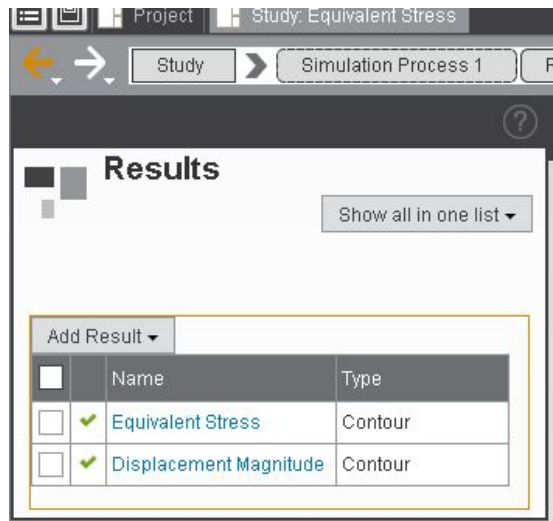 Project Study: Equivalent Stress
Study Simulation Process 1
?
Results
Show all in one list
Add Result
Name Type
Equivalent Stress Contour
Displacement Magnitude Contour